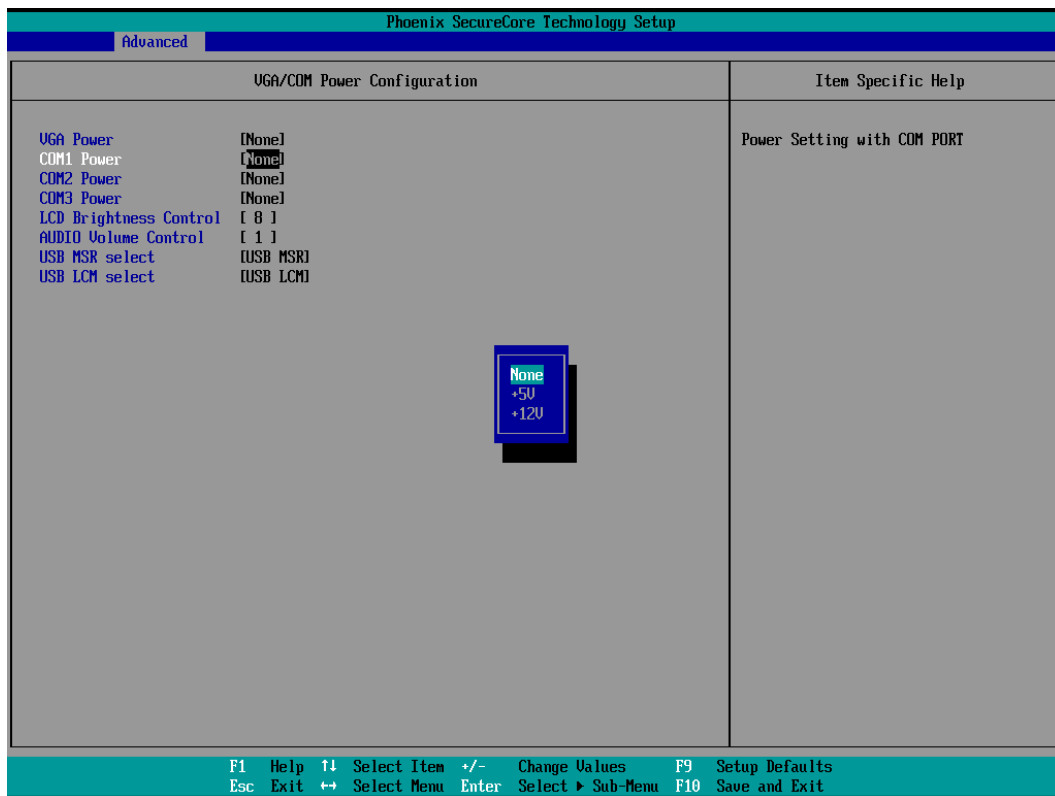 Phoenix SecureCore Technology Setup
Advanced
VGA/COM Power Configuration
Item Specific Help
VGA Power [None]
COM1 Power [None]
COM2 Power [None]
COM3 Power [None]
LCD Brightness Control [ 8 ]
AUDIO Volume Control [ 1 ]
USB MSR select [USB MSR]
USB LCM select [USB LCM]
Power Setting with COM PORT
None
+5V
+12V
F1 Help ↑↓ Select Item +/- Change Values F9 Setup Defaults
Esc Exit ←→ Select Menu Enter Select ▶ Sub-Menu F10 Save and Exit